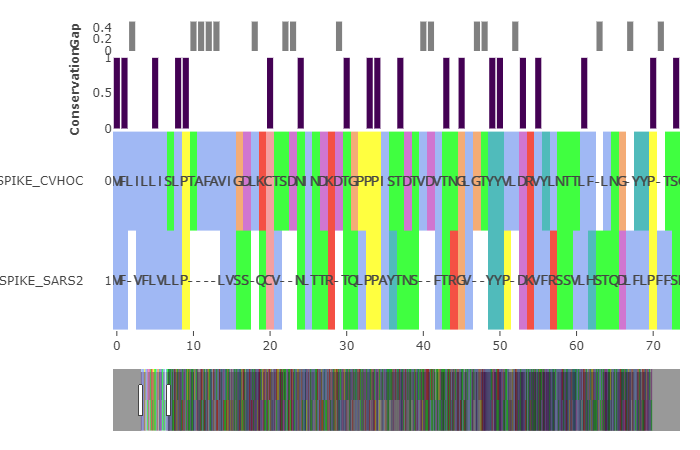 Gap
0.4
0.2
0
Conservation
1
0.5
0
SPIKE_CVHOC 0 MFLILLISLPTAFAVIGDLKCTSDNINDKDTGPPPISTDTVDVTNGLGTYYVLDRVYLNTTLF-LNG-YYP-TS
SPIKE_SARS2 1 MF-VFLVLLP----LVSS-QCV--NLTTR-TQLPPAYTNS--FTRGV--YYP-DKVFRSSVLHSTQDLFLPFFS
0 10 20 30 40 50 60 70